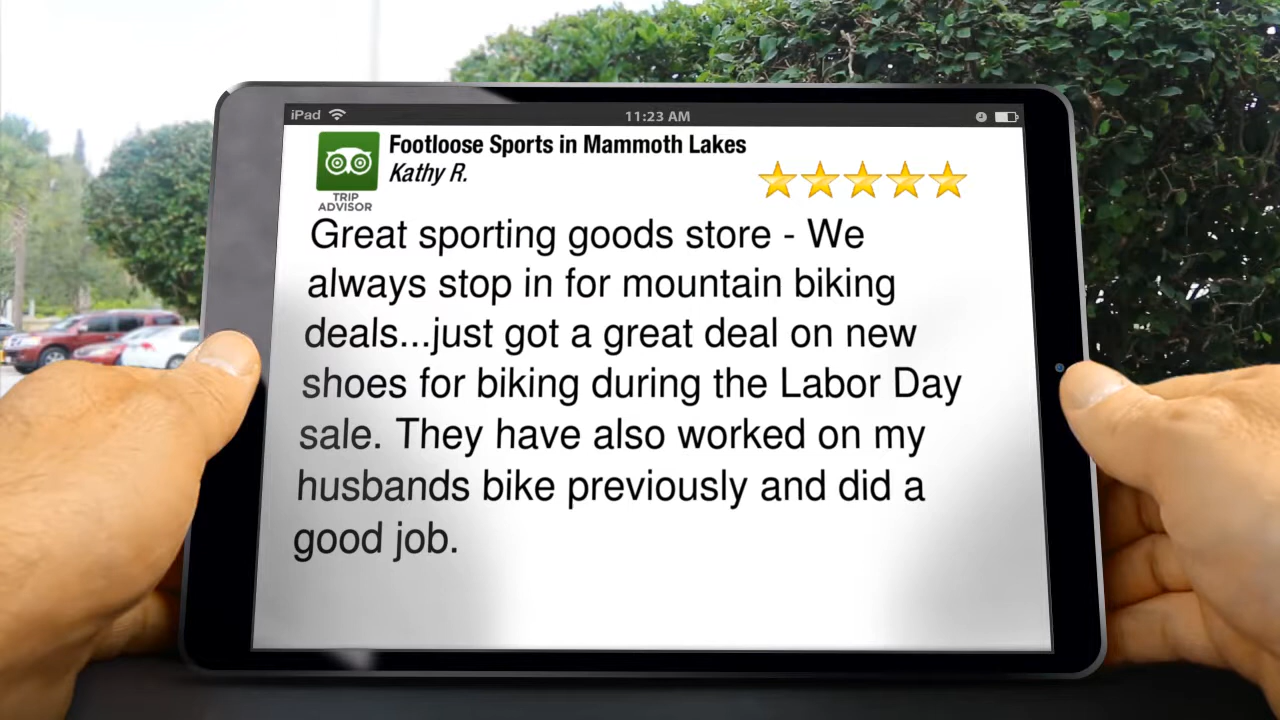 iPad
11:23 AM
Footloose Sports in Mammoth Lakes
Kathy R.
TRIP
ADVISOR
Great sporting goods store - We
always stop in for mountain biking
deals...just got a great deal on new
shoes for biking during the Labor Day
sale. They have also worked on my
husbands bike previously and did a
good job.